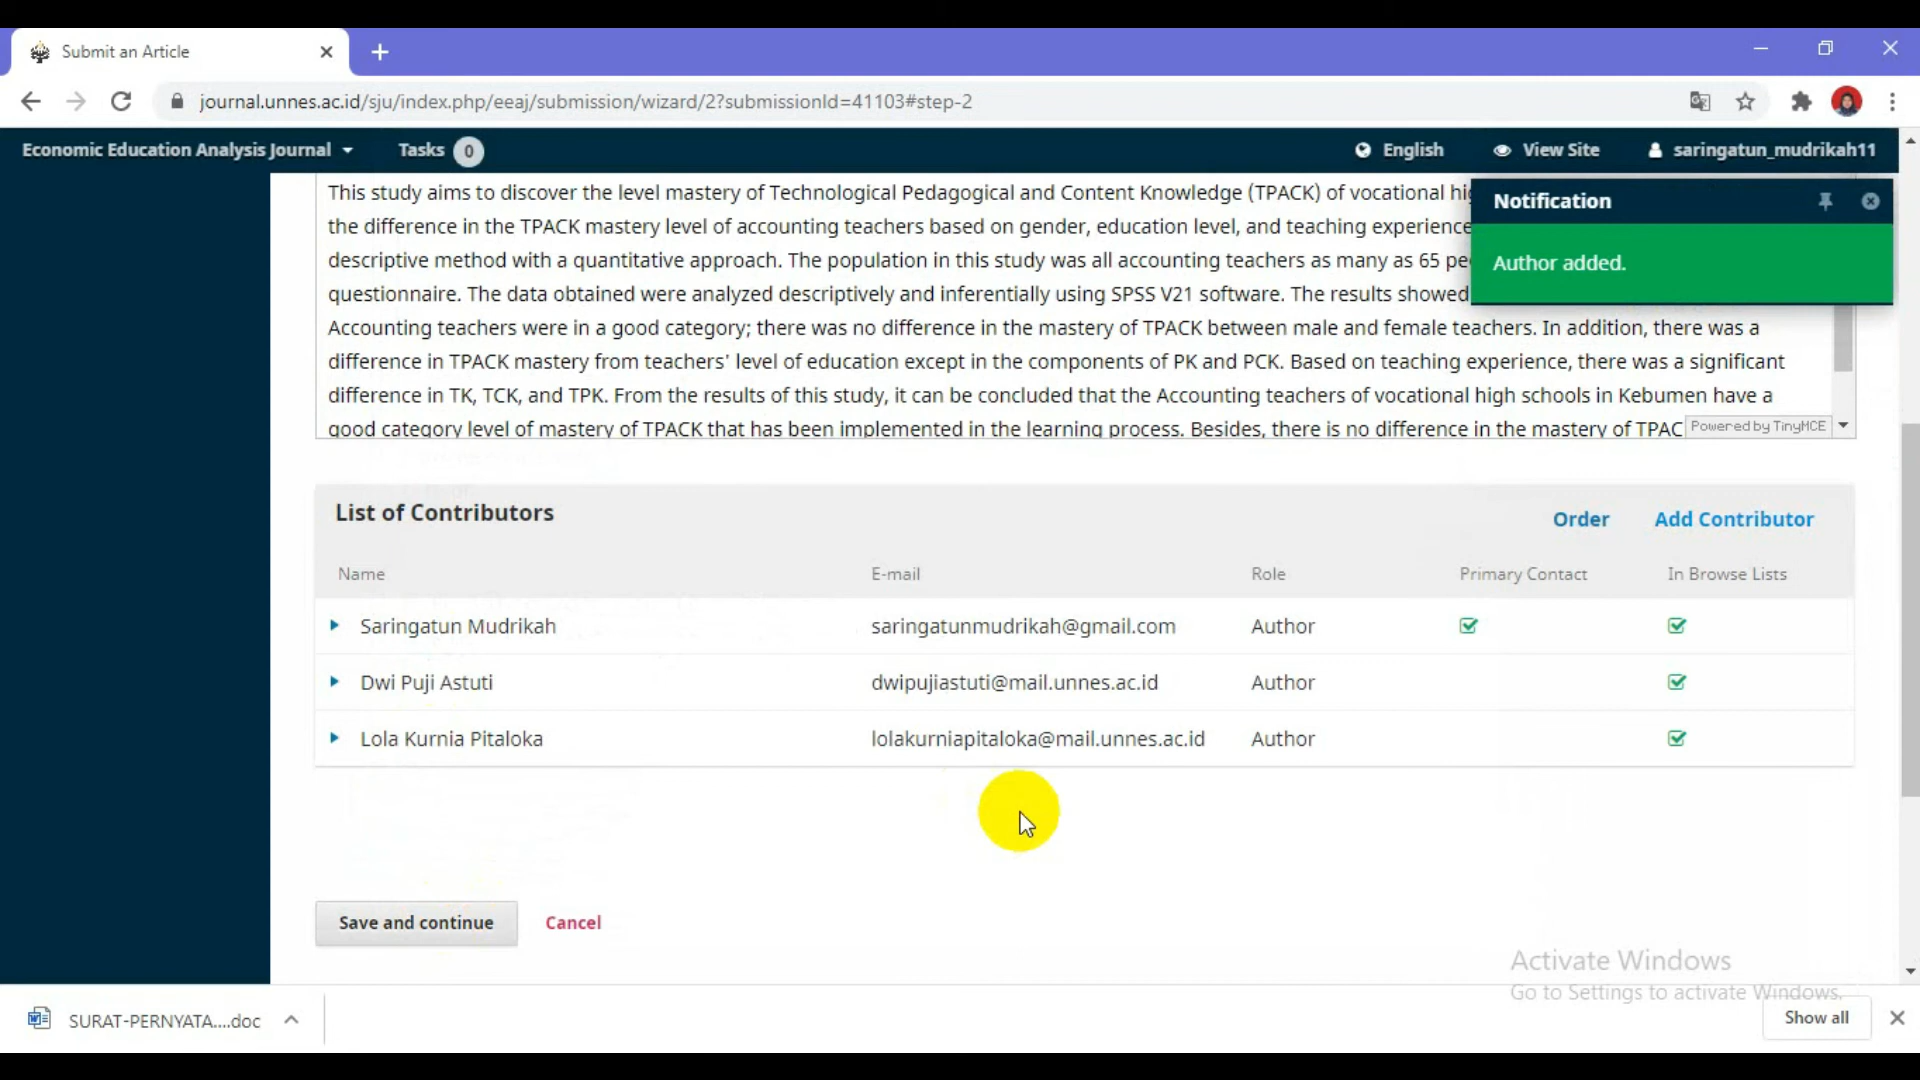 Submit an Article
journal.unnes.ac.id/sju/index.php/eeaj/submission/wizard/2?submissionId=41103#step-2
Economic Education Analysis Journal Tasks 0 English View Site saringatun_mudrikah11
Notification
Author added.
This study aims to discover the level mastery of Technological Pedagogical and Content Knowledge (TPACK) of vocational
the difference in the TPACK mastery level of accounting teachers based on gender, education level, and teaching experience
descriptive method with a quantitative approach. The population in this study was all accounting teachers as many as 65
questionnaire. The data obtained were analyzed descriptively and inferentially using SPSS V21 software. The results showed
Accounting teachers were in a good category; there was no difference in the mastery of TPACK between male and female teachers. In addition, there was a
difference in TPACK mastery from teachers' level of education except in the components of PK and PCK. Based on teaching experience, there was a significant
difference in TK, TCK, and TPK. From the results of this study, it can be concluded that the Accounting teachers of vocational high schools in Kebumen have a
good category level of mastery of TPACK that has been implemented in the learning process. Besides, there is no difference in the mastery of TPAC
Powered by TinyMCE
List of Contributors Order Add Contributor
Name E-mail Role Primary Contact In Browse Lists
Saringatun Mudrikah saringatunmudrikah@gmail.com Author
Dwi Puji Astuti dwipujiastuti@mail.unnes.ac.id Author
Lola Kurnia Pitaloka lolakurniapitaloka@mail.unnes.ac.id Author
Save and continue Cancel
Activate Windows
Go to Settings to activate Windows.
SURAT-PERNYATA....doc Show all